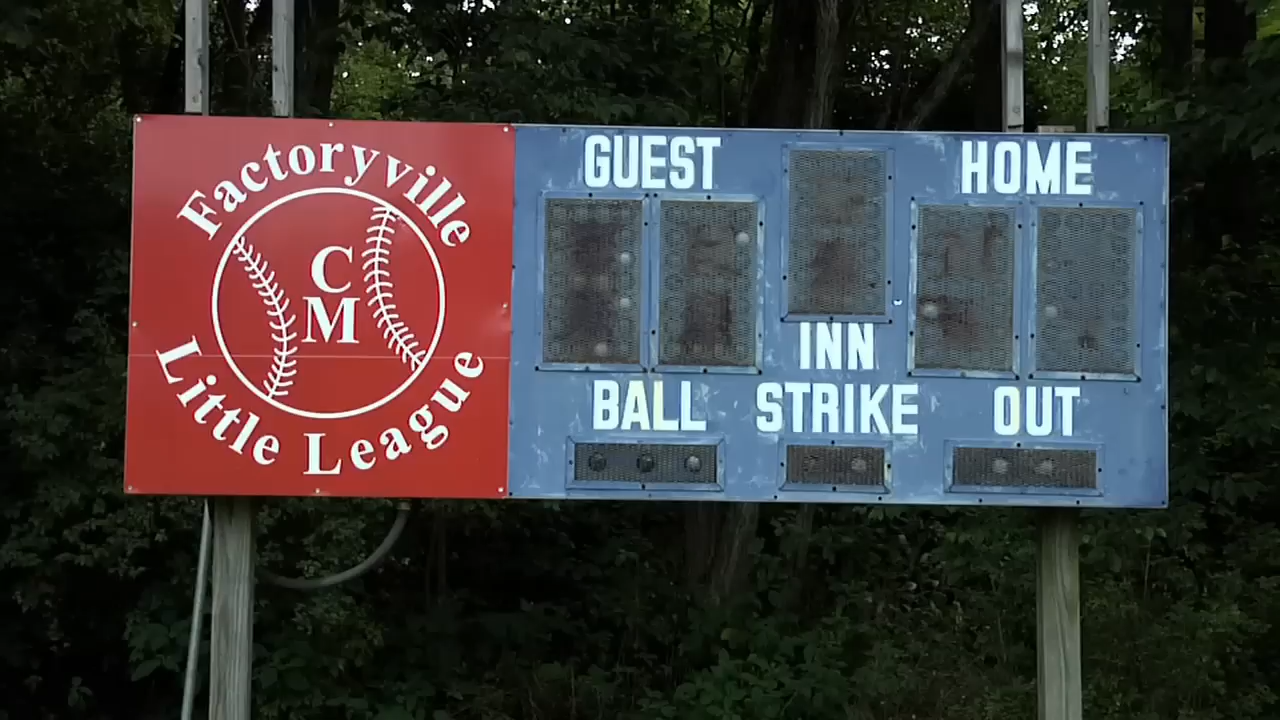 Factoryville
C
M
Little League
GUEST
HOME
INN
BALL
STRIKE
OUT